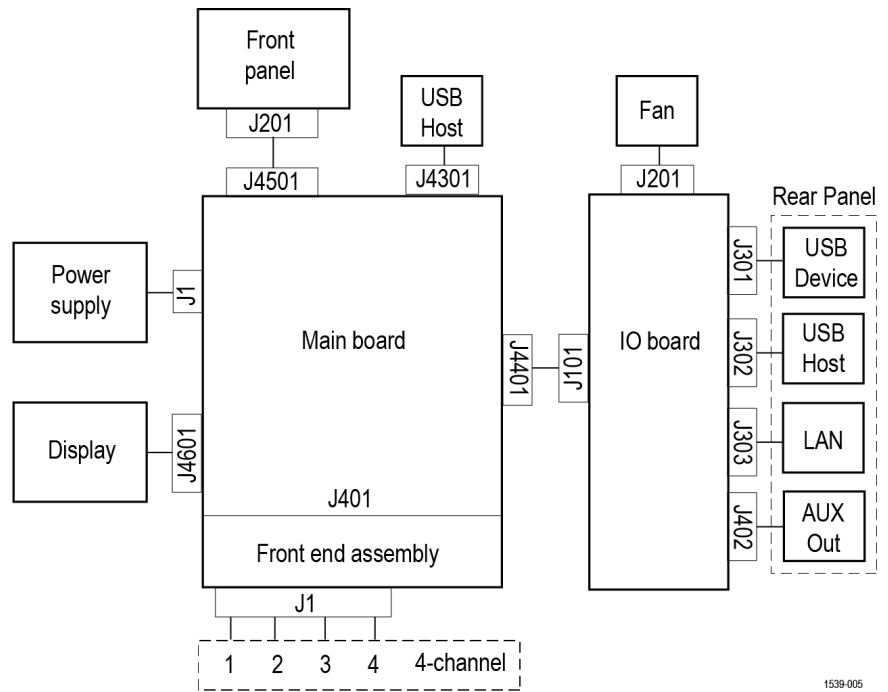 Front
panel
J201
J4501
USB
Host
J4301
Fan
J201
Rear Panel
Power
supply
J1
Main board
J4401
J101
IO board
J301
USB
Device
J302
USB
Host
Display
J4601
J303
LAN
J401
J402
AUX
Out
Front end assembly
J1
1 2 3 4 4-channel
1539-005